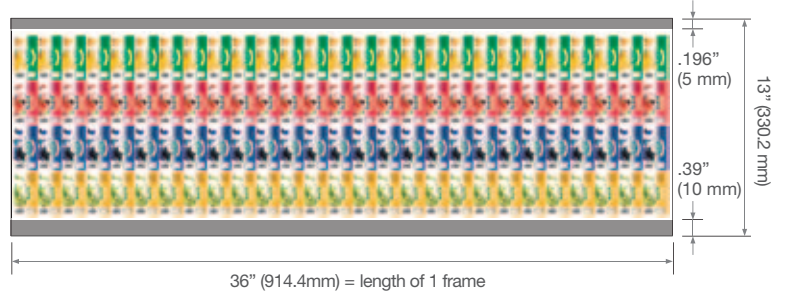 .196”
(5 mm)
13” (330.2 mm)
.39”
(10 mm)
36” (914.4mm) = length of 1 frame